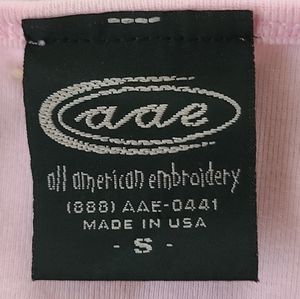 aae
all american embroidery
(888) AAE-0441
MADE IN USA
- S -